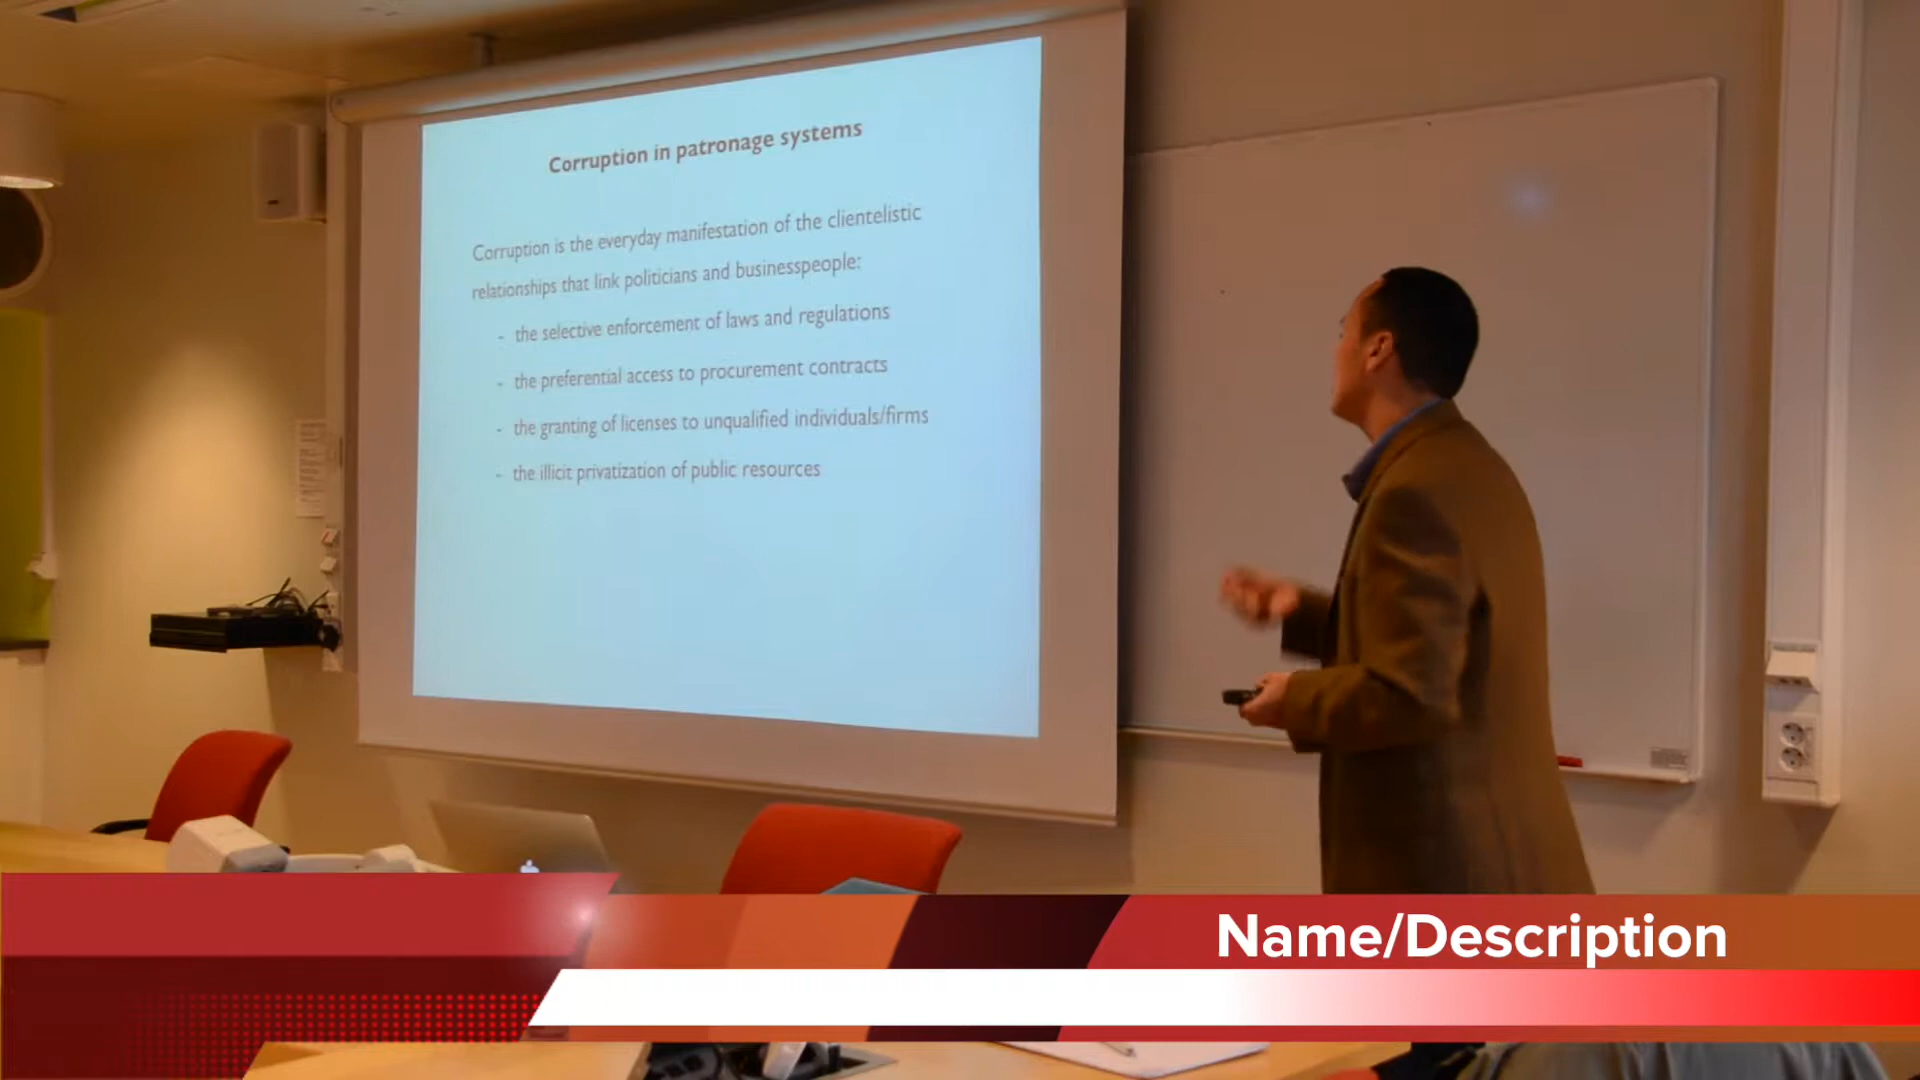 Corruption in patronage systems
Corruption is the everyday manifestation of the clientelistic
relationships that link politicians and businesspeople:
- the selective enforcement of laws and regulations
- the preferential access to procurement contracts
- the granting of licenses to unqualified individuals/firms
- the illicit privatization of public resources
Name/Description